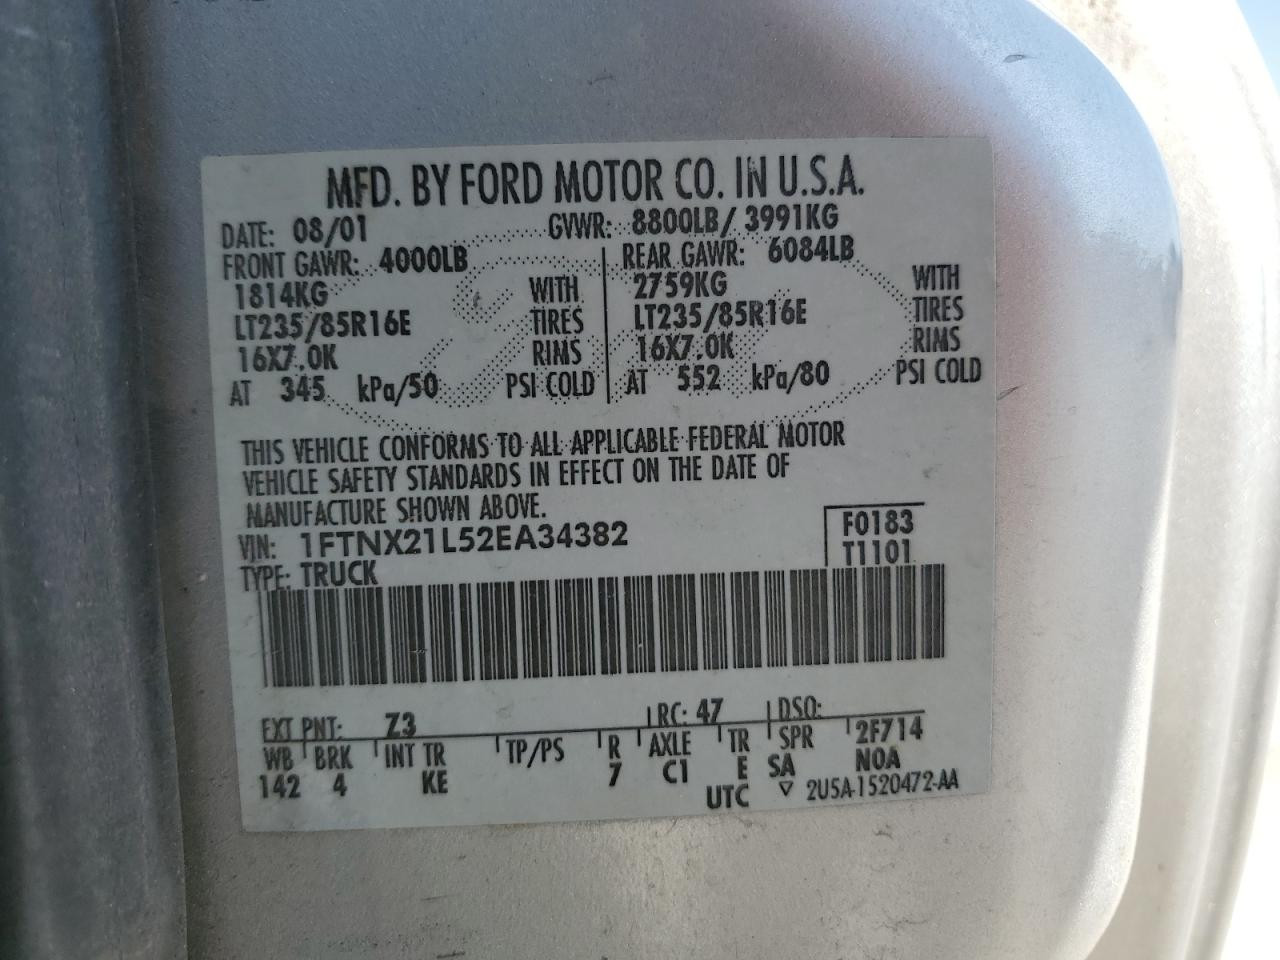 MFD. BY FORD MOTOR CO. IN U.S.A.
DATE: 08/01 GVWR: 8800LB/ 3991KG
FRONT GAWR: 4000LB REAR GAWR: 6084LB
1814KG WITH 2759KG WITH
LT235/85R16E TIRES LT235/85R16E TIRES
16X7.0K RIMS 16X7.0K RIMS
AT 345 kPa/50 PSI COLD AT 552 kPa/80 PSI COLD
THIS VEHICLE CONFORMS TO ALL APPLICABLE FEDERAL MOTOR
VEHICLE SAFETY STANDARDS IN EFFECT ON THE DATE OF
MANUFACTURE SHOWN ABOVE.
VIN: 1FTNX21L52EA34382 F0183
TYPE: TRUCK T1101
EXT PNT: Z3 RC: 47 DSO:
WB BRK INT TR TP/PS R AXLE TR SPR 2F714
142 4 KE 7 C1 E SA NOA
UTC ▽ 2U5A-1520472-AA